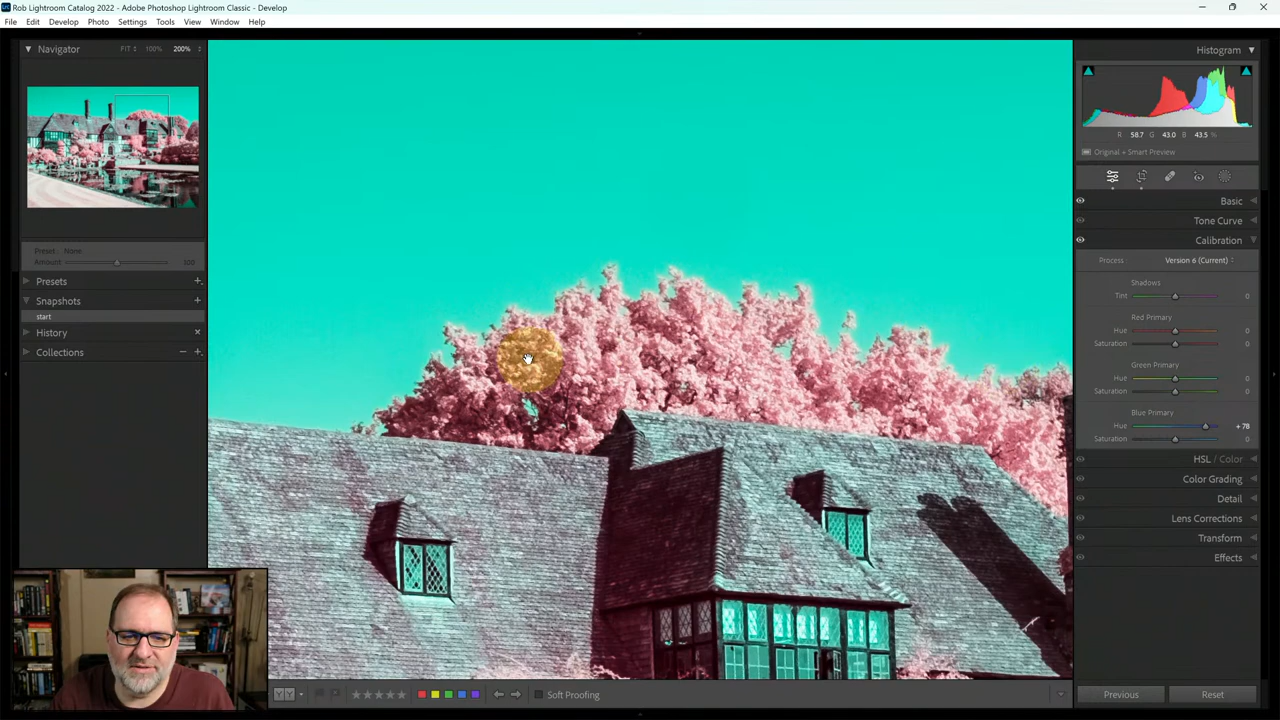 Rob Lightroom Catalog 2022 - Adobe Photoshop Lightroom Classic - Develop
File Edit Develop Photo Settings Tools View Window Help
Navigator FIT 100% 200%
Histogram
R 58.7 G 43.0 B 43.5 %
Original + Smart Preview
Basic
Tone Curve
Calibration
Process Version 6 (Current)
Shadows
Tint 0
Red Primary
Hue 0
Saturation 0
Green Primary
Hue 0
Saturation 0
Blue Primary
Hue + 78
Saturation 0
HSL / Color
Color Grading
Detail
Lens Corrections
Transform
Effects
Preset: None
Amount 100
Presets
Snapshots
start
History
Collections
Soft Proofing
Previous Reset